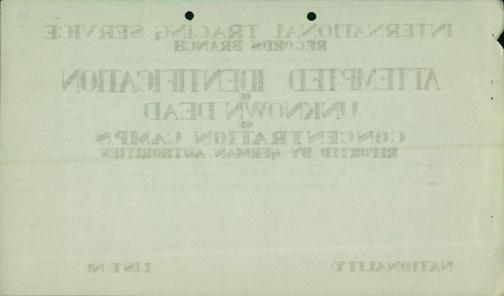 INTERNATIONAL TRACING SERVICE
RECORDS BRANCH
ATTEMPTED IDENTIFICATION
OF
UNKNOWN DEAD
OF
CONCENTRATION CAMPS
REPORTED BY GERMAN AUTHORITIES
NATIONALITY: LIST Nr